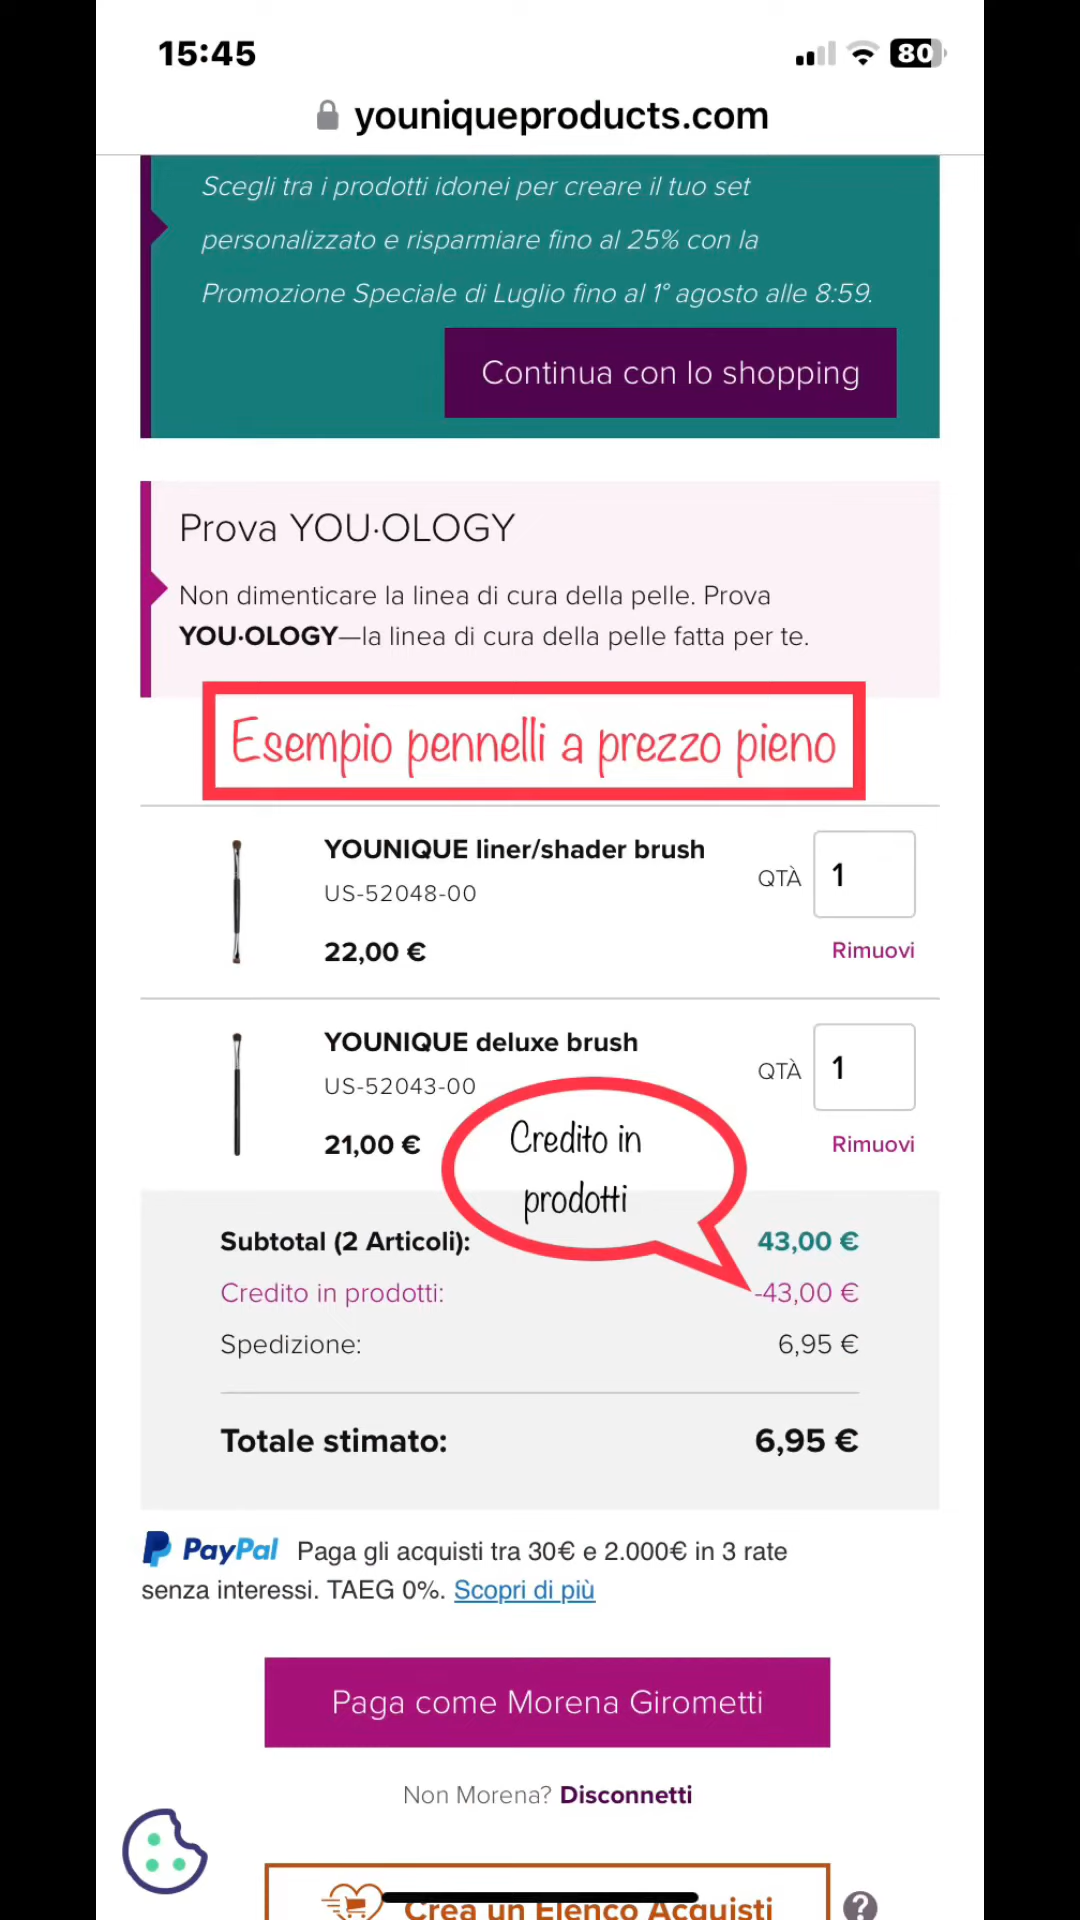 15:45
80
youniqueproducts.com
Scegli tra i prodotti idonei per creare il tuo set
personalizzato e risparmiare fino al 25% con la
Promozione Speciale di Luglio fino al 1° agosto alle 8:59.
Continua con lo shopping
Prova YOU·OLOGY
Non dimenticare la linea di cura della pelle. Prova
YOU·OLOGY—la linea di cura della pelle fatta per te.
Esempio pennelli a prezzo pieno
YOUNIQUE liner/shader brush
US-52048-00
QTÀ 1
22,00 €
Rimuovi
YOUNIQUE deluxe brush
US-52043-00
QTÀ 1
21,00 €
Rimuovi
Credito in
prodotti
Subtotal (2 Articoli): 43,00 €
Credito in prodotti: -43,00 €
Spedizione: 6,95 €
Totale stimato: 6,95 €
PayPal Paga gli acquisti tra 30€ e 2.000€ in 3 rate
senza interessi. TAEG 0%. Scopri di più
Paga come Morena Girometti
Non Morena? Disconnetti
Crea un Elenco Acquisti
?